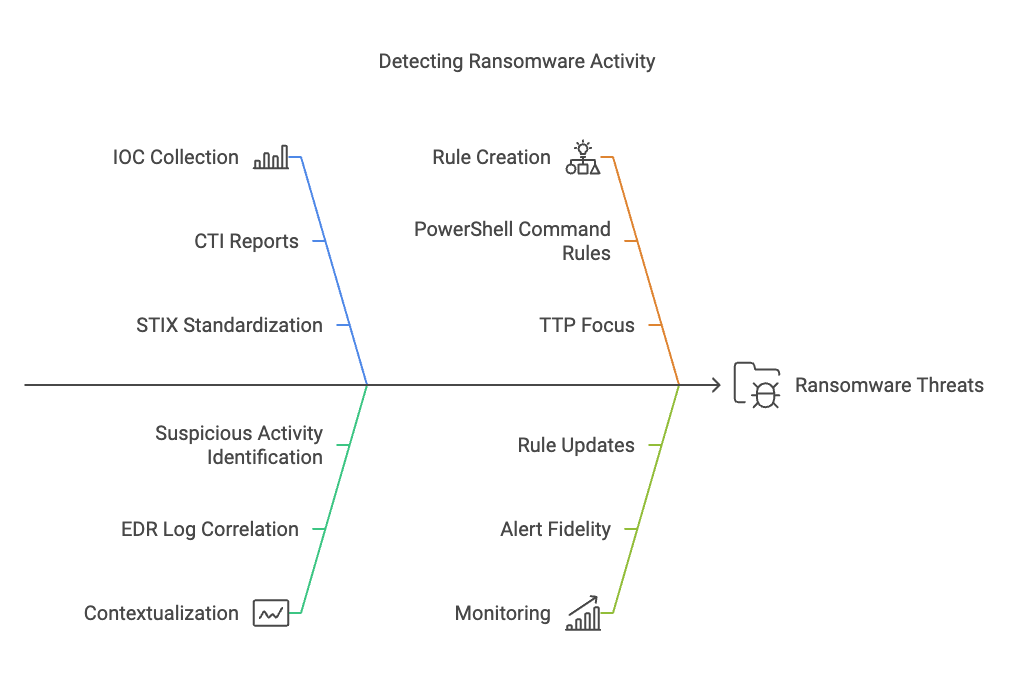 Detecting Ransomware Activity
IOC Collection
CTI Reports
STIX Standardization
Rule Creation
PowerShell Command
Rules
TTP Focus
Ransomware Threats
Suspicious Activity
Identification
EDR Log Correlation
Contextualization
Rule Updates
Alert Fidelity
Monitoring